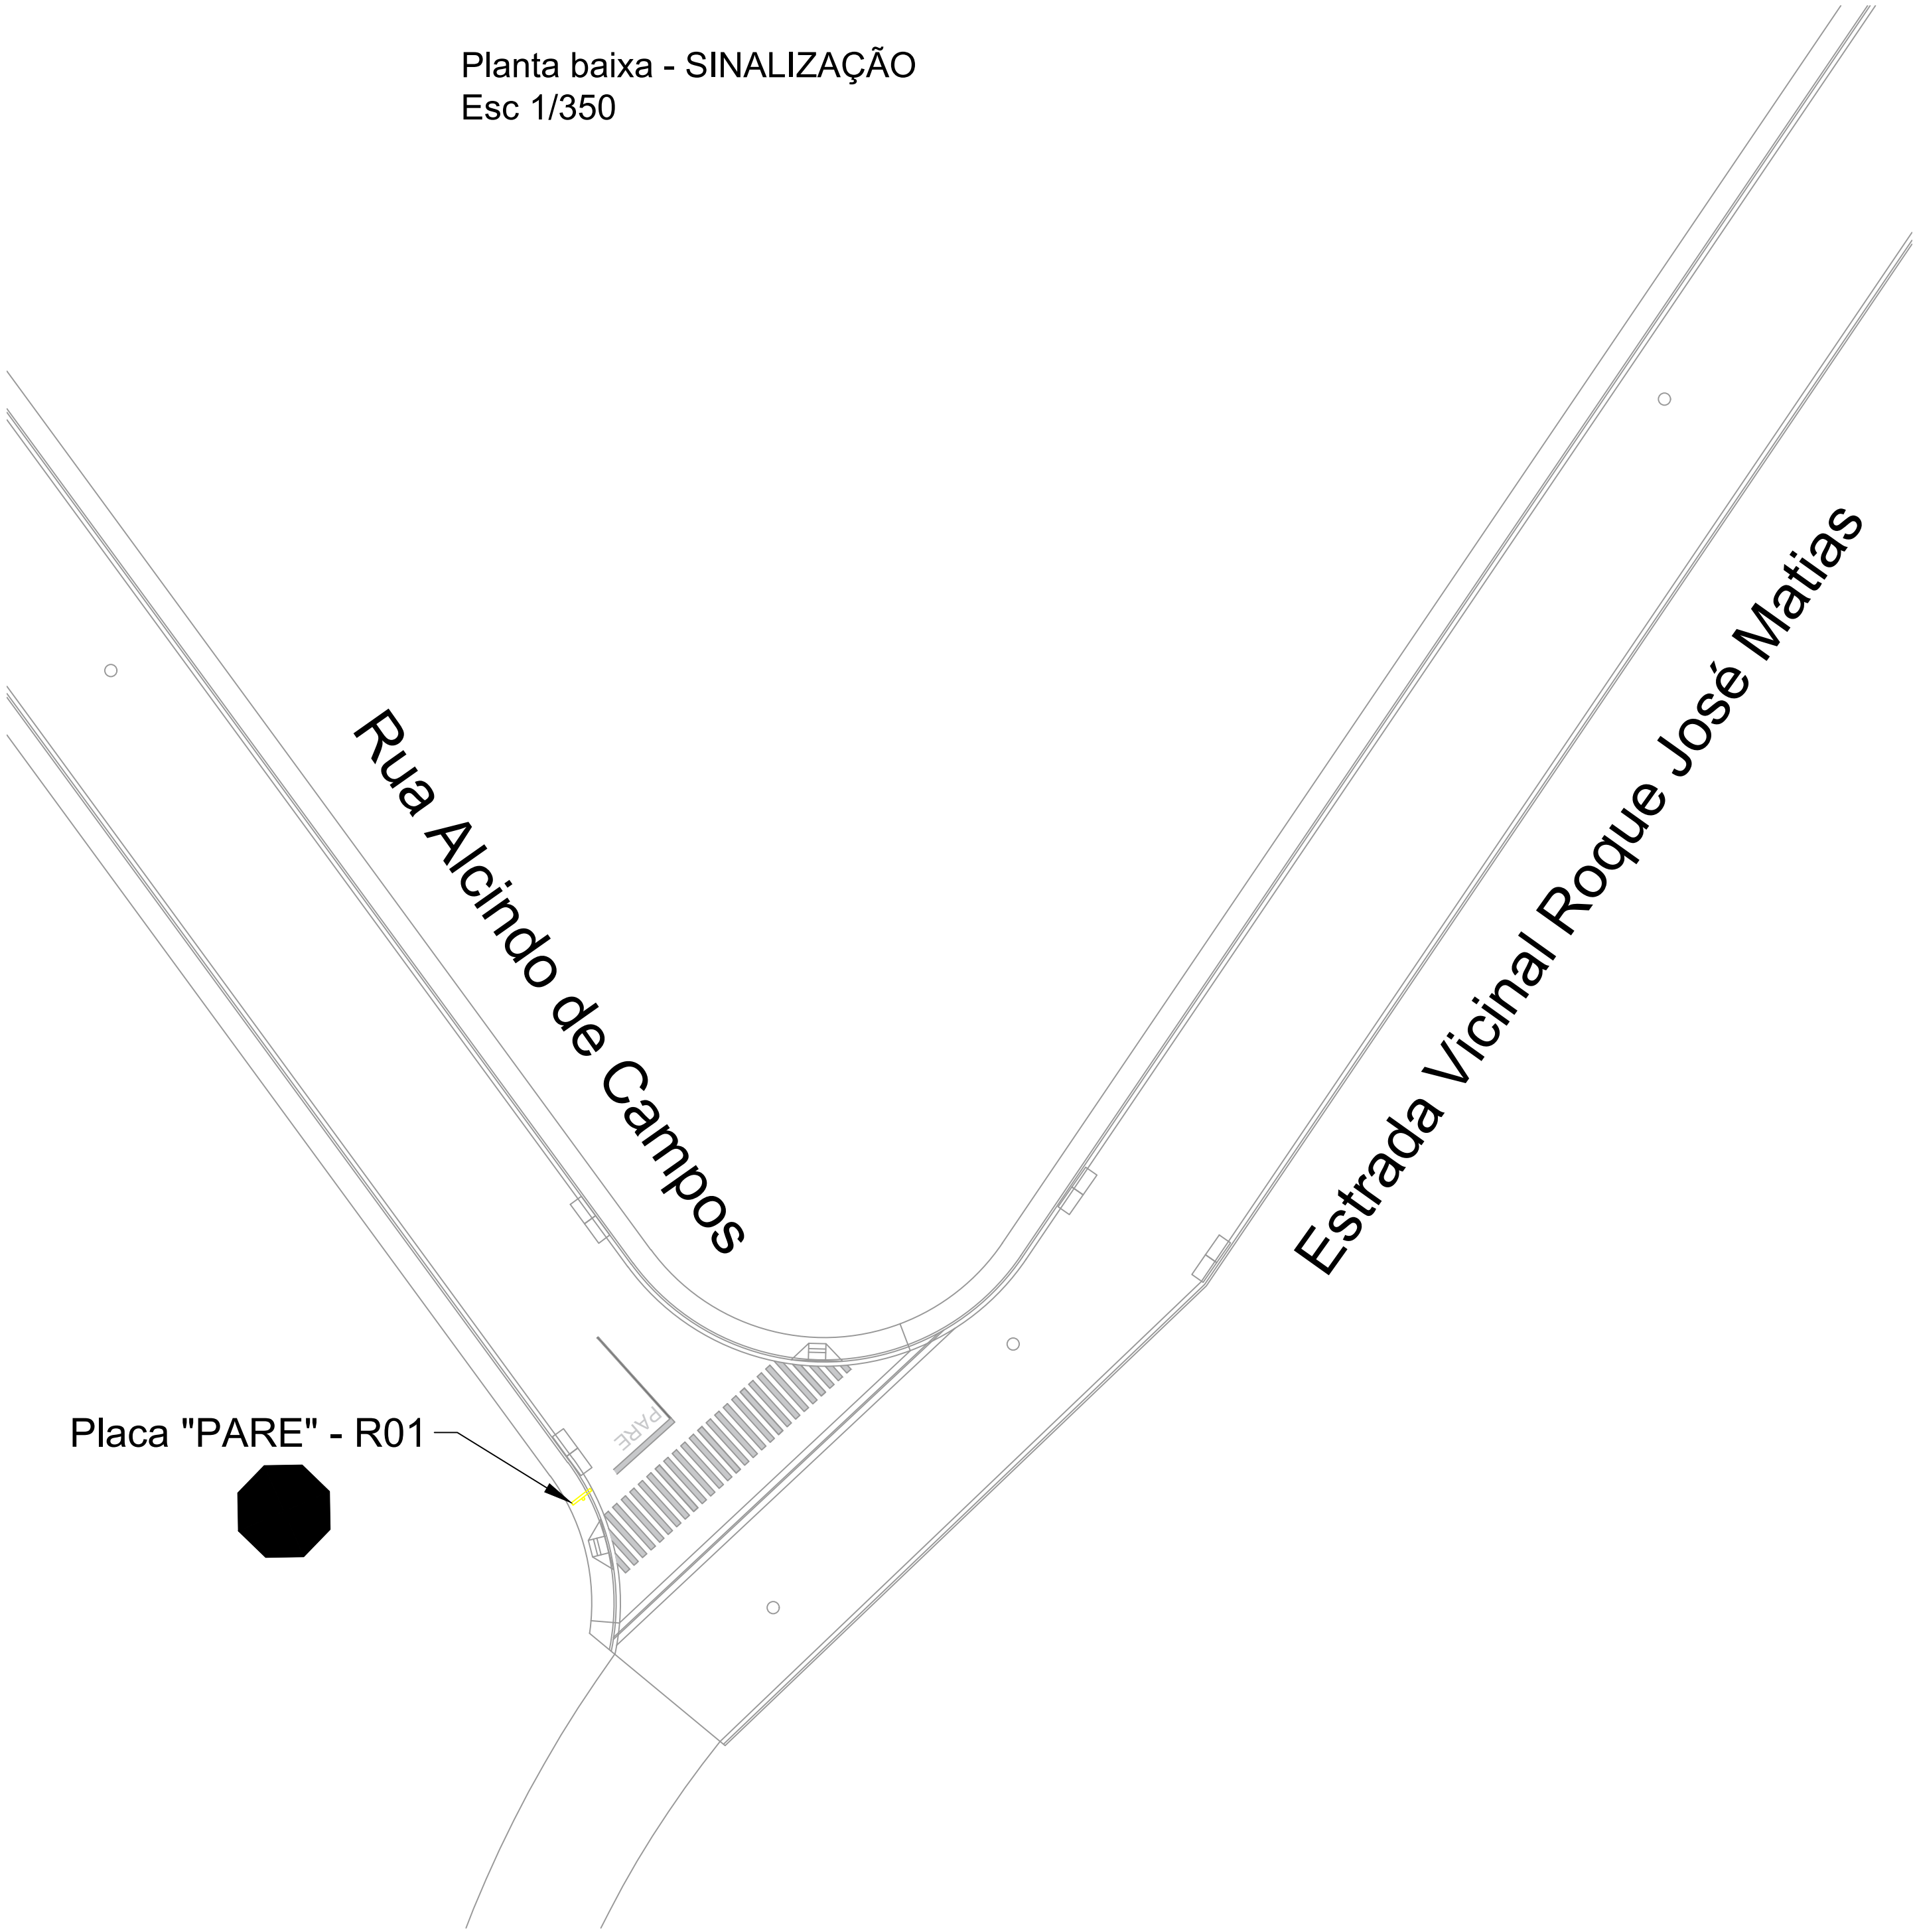 Planta baixa - SINALIZAÇÃO
Esc 1/350
Rua Alcindo de Campos
Estrada Vicinal Roque José Matias
PARE
Placa "PARE" - R01